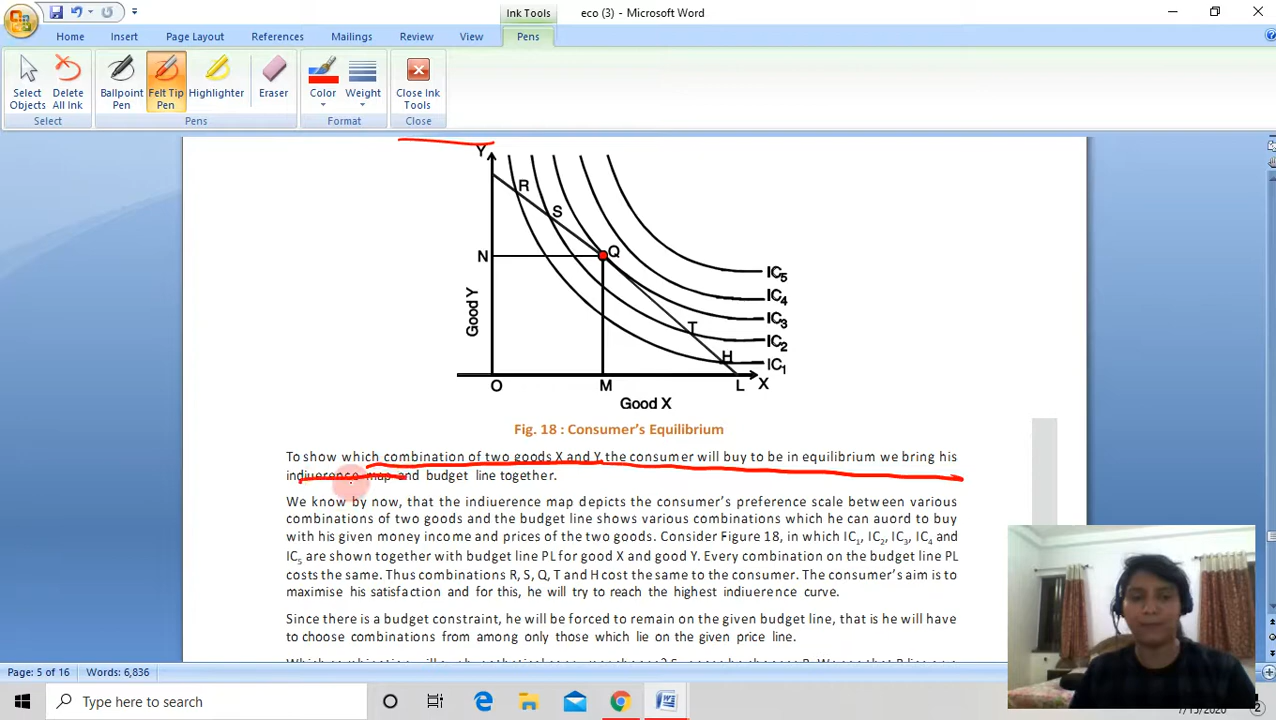 Ink Tools
eco (3) - Microsoft Word
Home Insert Page Layout References Mailings Review View Pens
Select Objects
Delete All Ink
Ballpoint Pen
Felt Tip Pen
Highlighter
Eraser
Color
Weight
Close Ink Tools
Select Pens Format Close
Y
R
S
Q
N
IC5
IC4
IC3
T
IC2
H
IC1
Good Y
O M L X
Good X
Fig. 18 : Consumer's Equilibrium
To show which combination of two goods X and Y the consumer will buy to be in equilibrium we bring his
indiuerence map and budget line together.
We know by now, that the indiuerence map depicts the consumer's preference scale between various
combinations of two goods and the budget line shows various combinations which he can auord to buy
with his given money income and prices of the two goods. Consider Figure 18, in which IC1, IC2, IC3, IC4 and
IC5 are shown together with budget line PL for good X and good Y. Every combination on the budget line PL
costs the same. Thus combinations R, S, Q, T and H cost the same to the consumer. The consumer's aim is to
maximise his satisfaction and for this, he will try to reach the highest indiuerence curve.
Since there is a budget constraint, he will be forced to remain on the given budget line, that is he will have
to choose combinations from among only those which lie on the given price line.
Page: 5 of 16 Words: 6,836
Type here to search
7/15/2020